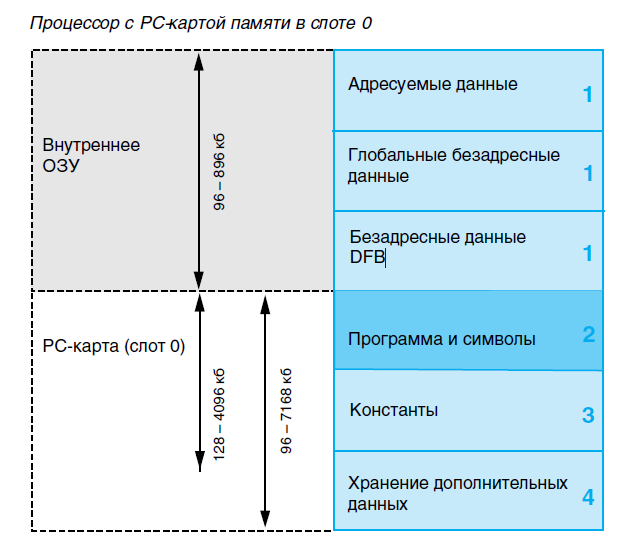 Процессор с PC-картой памяти в слоте 0
Внутреннее
ОЗУ
96 – 896 кб
Адресуемые данные
1
Глобальные безадресные
данные
1
Безадресные данные
DFB
1
PC-карта (слот 0)
128 – 4096 кб
96 – 7168 кб
Программа и символы
2
Константы
3
Хранение дополнительных
данных
4